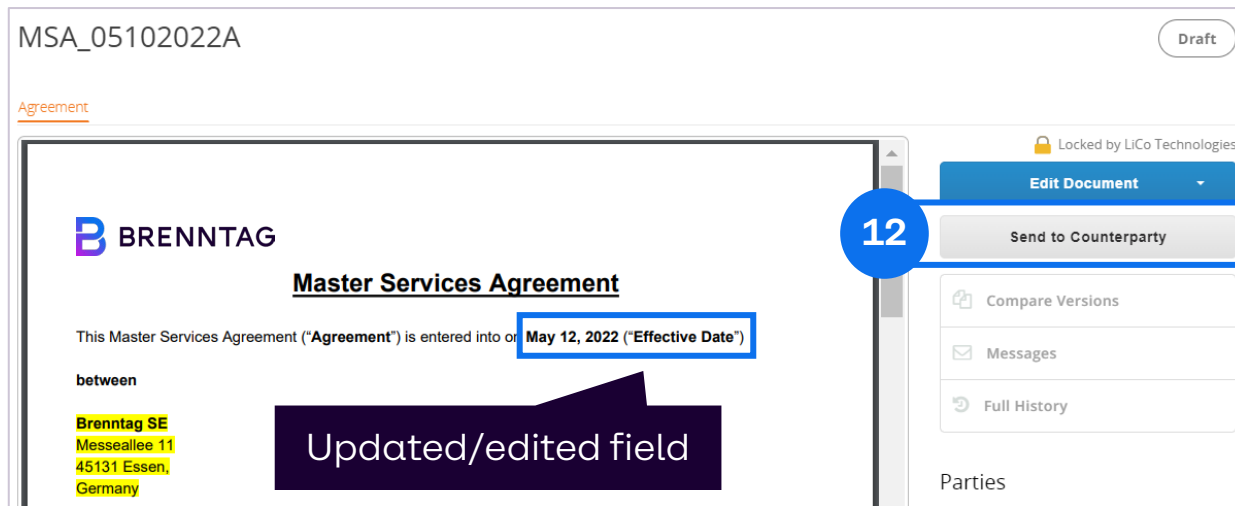 MSA_05102022A
Draft
Agreement
Locked by LiCo Technologies
Edit Document
12
Send to Counterparty
BRENNTAG
Master Services Agreement
Compare Versions
This Master Services Agreement (“Agreement”) is entered into on May 12, 2022 (“Effective Date”)
Messages
between
Full History
Brenntag SE
Messeallee 11
45131 Essen,
Germany
Updated/edited field
Parties